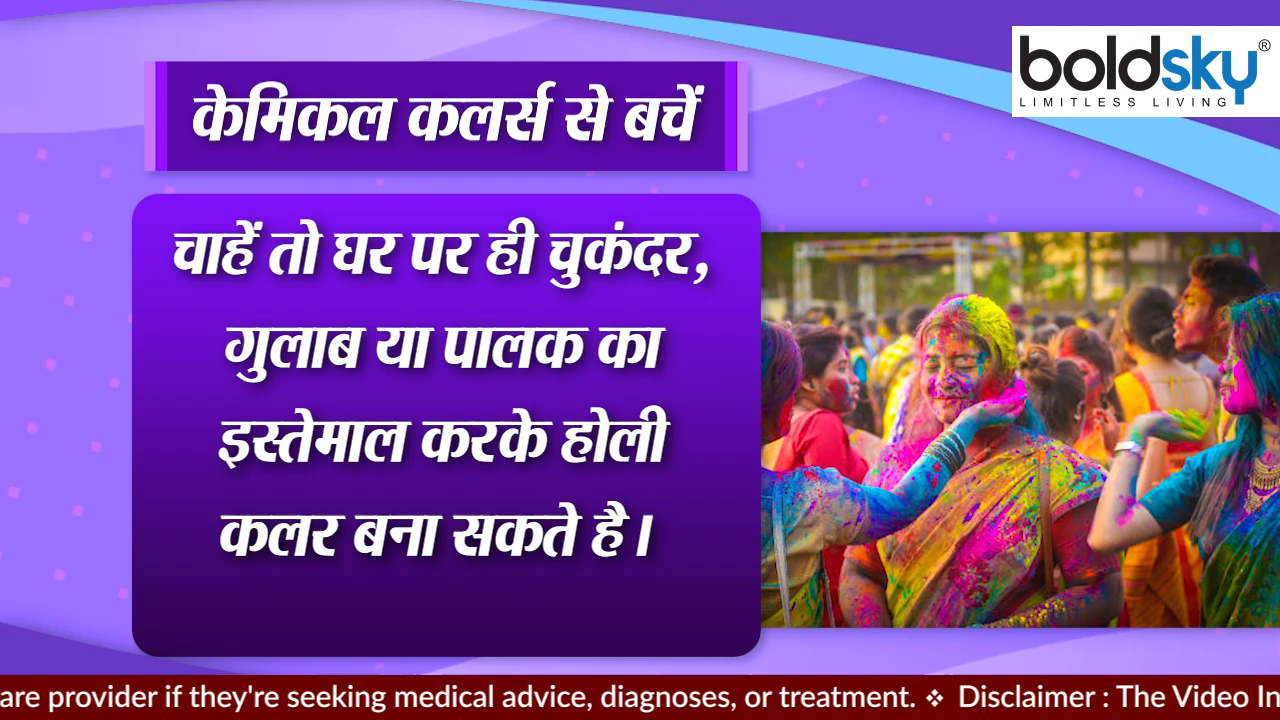 boldsky®
LIMITLESS LIVING
केमिकल कलर्स से बचें
चाहें तो घर पर ही चुकंदर,
गुलाब या पालक का
इस्तेमाल करके होली
कलर बना सकते है।
are provider if they're seeking medical advice, diagnoses, or treatment. ❖ Disclaimer : The Video In